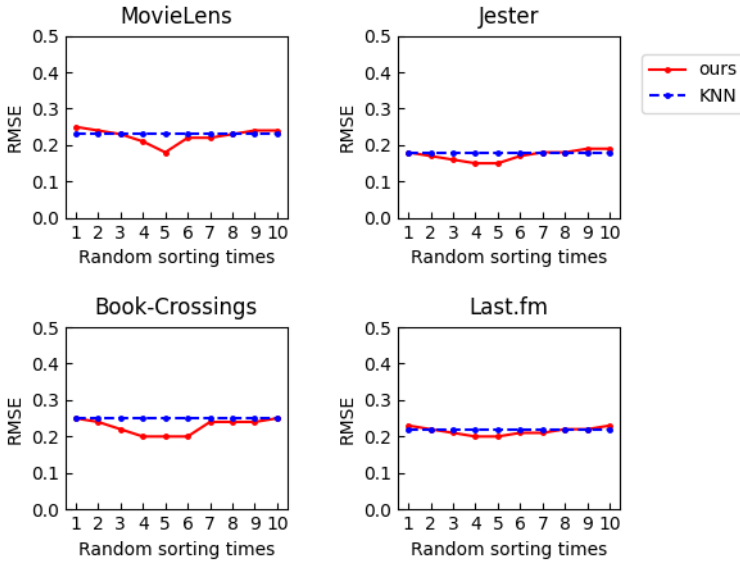 MovieLens
0.5
0.4
0.3
0.2
0.1
0.0
RMSE
1 2 3 4 5 6 7 8 9 10
Random sorting times
Jester
0.5
0.4
0.3
0.2
0.1
0.0
RMSE
1 2 3 4 5 6 7 8 9 10
Random sorting times
ours
KNN
Book-Crossings
0.5
0.4
0.3
0.2
0.1
0.0
RMSE
1 2 3 4 5 6 7 8 9 10
Random sorting times
Last.fm
0.5
0.4
0.3
0.2
0.1
0.0
RMSE
1 2 3 4 5 6 7 8 9 10
Random sorting times